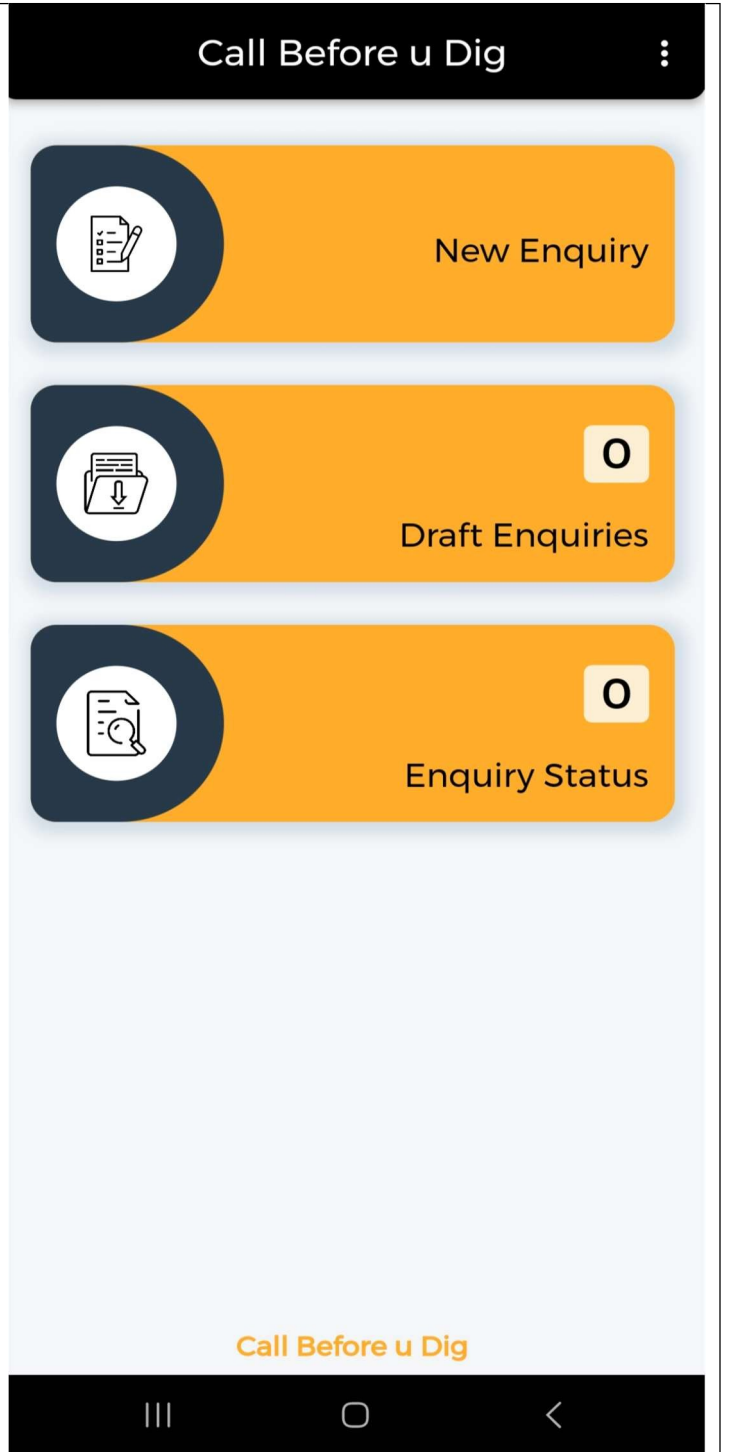 Call Before u Dig
New Enquiry
0
Draft Enquiries
0
Enquiry Status
Call Before u Dig